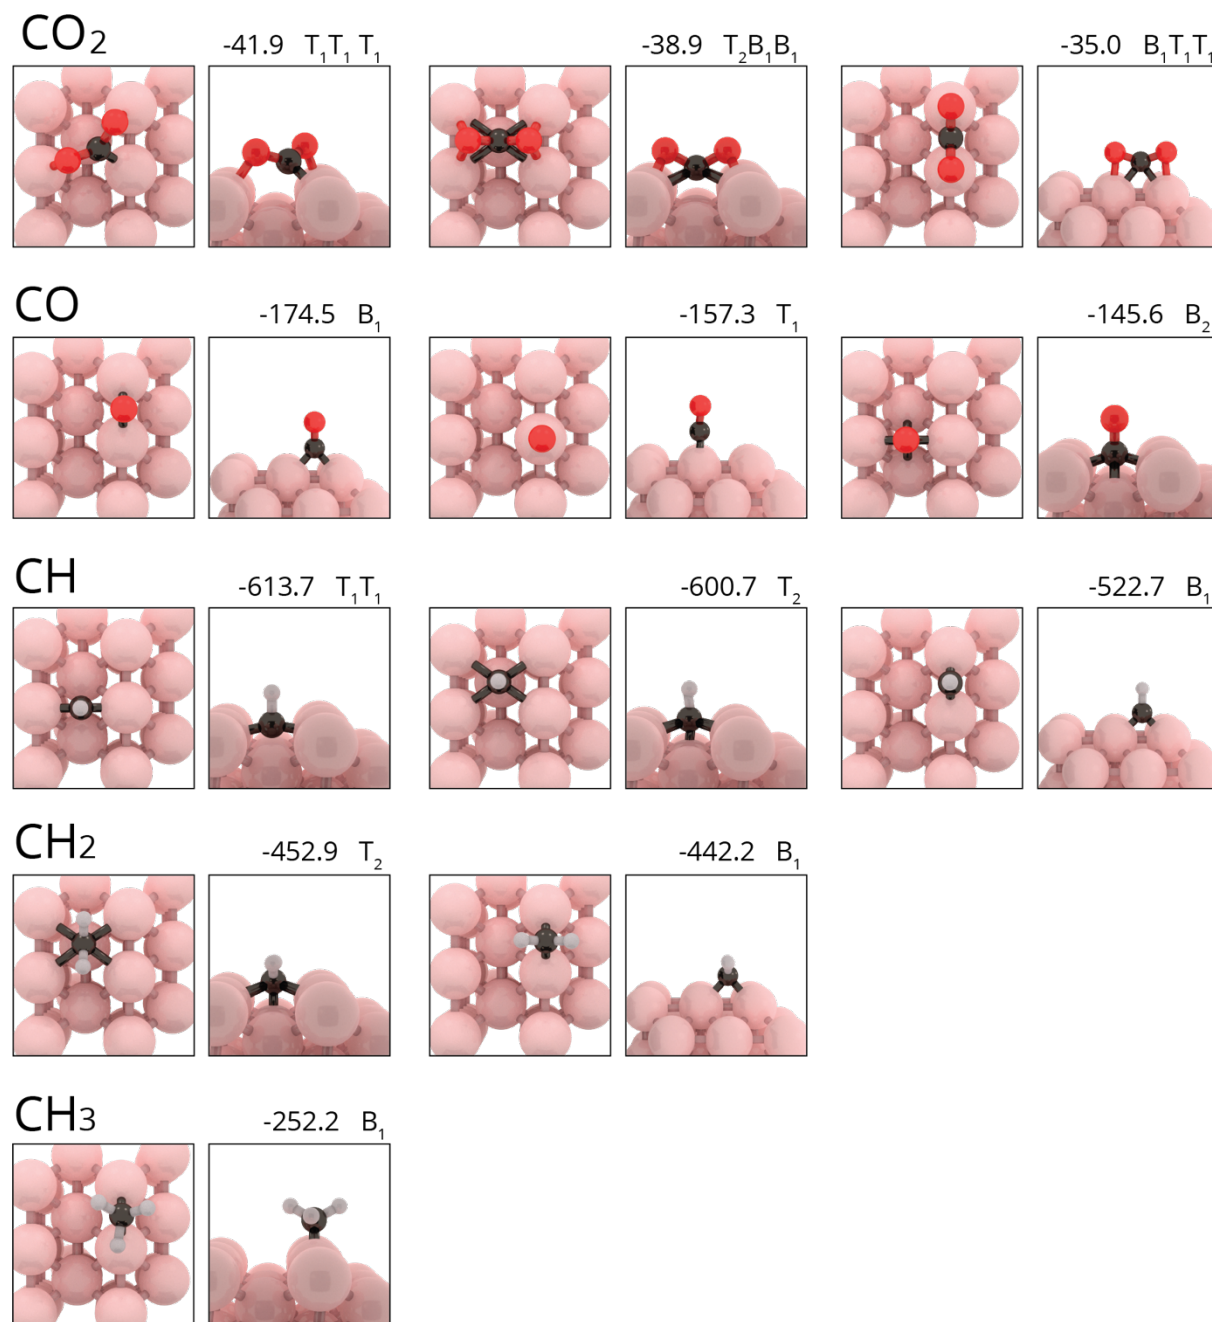 CO₂
-41.9 T₁T₁ T₁
-38.9 T₂B₁B₁
-35.0 B₁T₁T₁
CO
-174.5 B₁
-157.3 T₁
-145.6 B₂
CH
-613.7 T₁T₁
-600.7 T₂
-522.7 B₁
CH₂
-452.9 T₂
-442.2 B₁
CH₃
-252.2 B₁